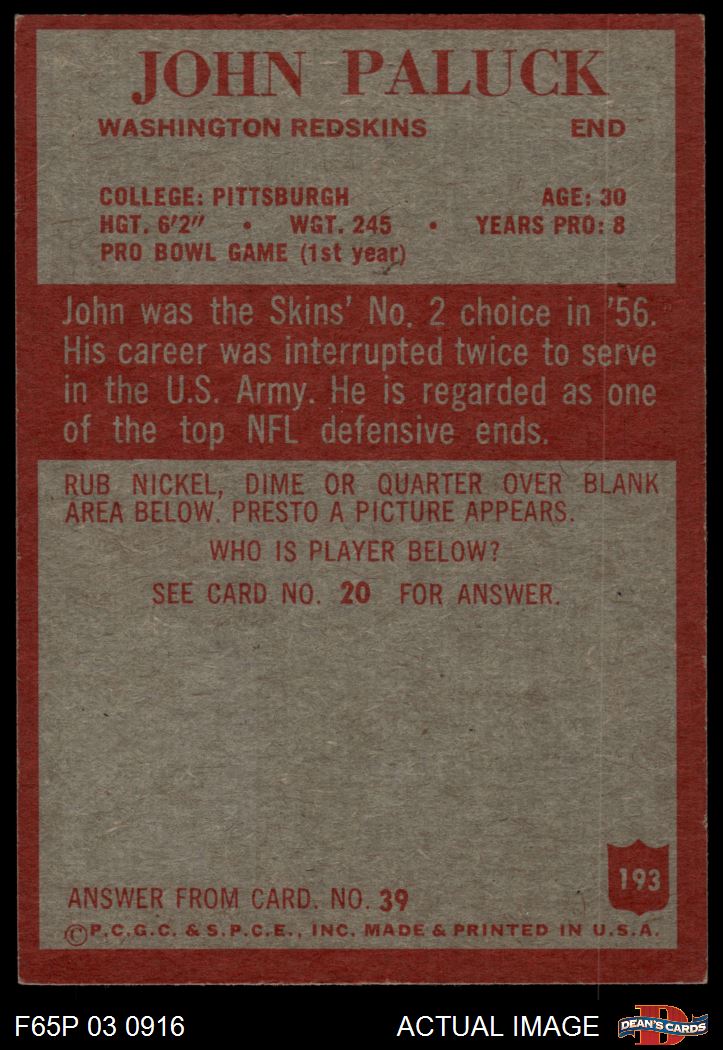 JOHN PALUCK
WASHINGTON REDSKINS END
COLLEGE: PITTSBURGH AGE: 30
HGT. 6'2" • WGT. 245 • YEARS PRO: 8
PRO BOWL GAME (1st year)
John was the Skins' No. 2 choice in '56.
His career was interrupted twice to serve
in the U.S. Army. He is regarded as one
of the top NFL defensive ends.
RUB NICKEL, DIME OR QUARTER OVER BLANK
AREA BELOW. PRESTO A PICTURE APPEARS.
WHO IS PLAYER BELOW?
SEE CARD NO. 20 FOR ANSWER.
193
ANSWER FROM CARD. NO. 39
©P.C.G.C. & S.P.C.E., INC. MADE & PRINTED IN U.S.A.
F65P 03 0916 ACTUAL IMAGE D DEAN'S CARDS